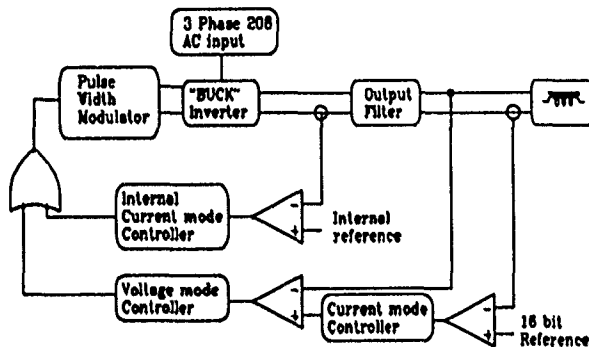 3 Phase 208
AC input
Pulse
Width
Modulator
"BUCK"
Inverter
Output
Filter
Internal
Current mode
Controller
-
+
Internal
reference
Voltage mode
Controller
-
+
Current mode
Controller
-
+
16 bit
Reference